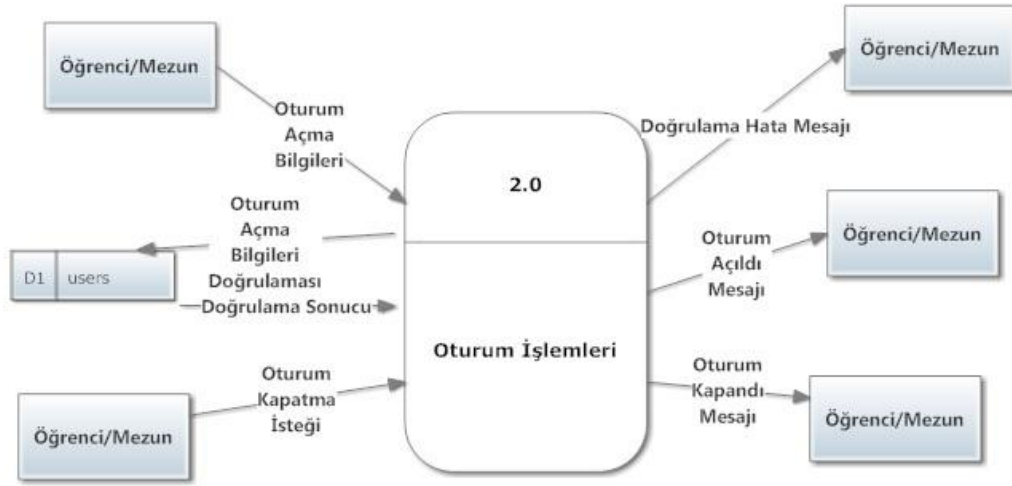 Öğrenci/Mezun
Oturum
Açma
Bilgileri
Oturum
Açma
Bilgileri
Doğrulaması
D1 users
Doğrulama Sonucu
Oturum
Kapatma
İsteği
Öğrenci/Mezun
2.0
Oturum İşlemleri
Öğrenci/Mezun
Doğrulama Hata Mesajı
Oturum
Açıldı
Mesajı
Öğrenci/Mezun
Oturum
Kapandı
Mesajı
Öğrenci/Mezun